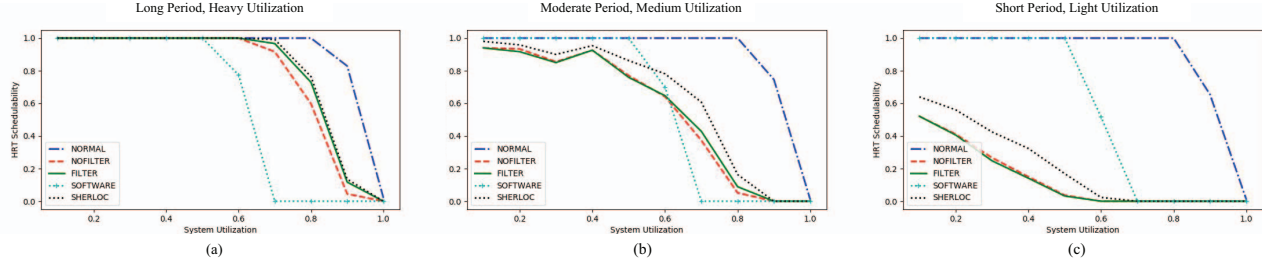 Long Period, Heavy Utilization
HRT Schedulability
1.0
0.8
0.6
0.4
0.2
0.0
NORMAL
NOFILTER
FILTER
SOFTWARE
SHERLOC
0.2 0.4 0.6 0.8 1.0
System Utilization
(a)
Moderate Period, Medium Utilization
HRT Schedulability
1.0
0.8
0.6
0.4
0.2
0.0
NORMAL
NOFILTER
FILTER
SOFTWARE
SHERLOC
0.2 0.4 0.6 0.8 1.0
System Utilization
(b)
Short Period, Light Utilization
HRT Schedulability
1.0
0.8
0.6
0.4
0.2
0.0
NORMAL
NOFILTER
FILTER
SOFTWARE
SHERLOC
0.2 0.4 0.6 0.8 1.0
System Utilization
(c)